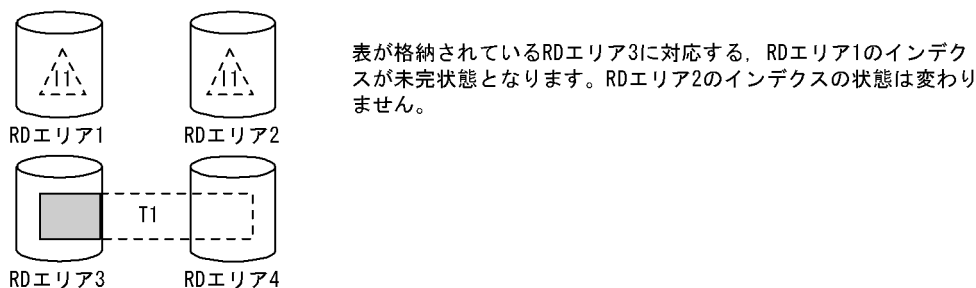 I1
I1
RDエリア1
RDエリア2
表が格納されているRDエリア3に対応する，RDエリア1のインデク
スが未完状態となります。RDエリア2のインデクスの状態は変わり
ません。
T1
RDエリア3
RDエリア4